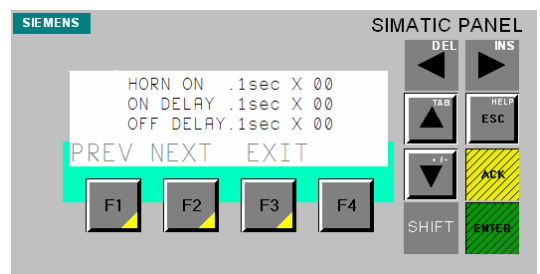 SIEMENS
SIMATIC PANEL
DEL
INS
HORN ON .1sec X 00
ON DELAY .1sec X 00
OFF DELAY.1sec X 00
TAB
HELP
ESC
PREV NEXT EXIT
+/-
ACK
F1 F2 F3 F4
SHIFT
ENTER